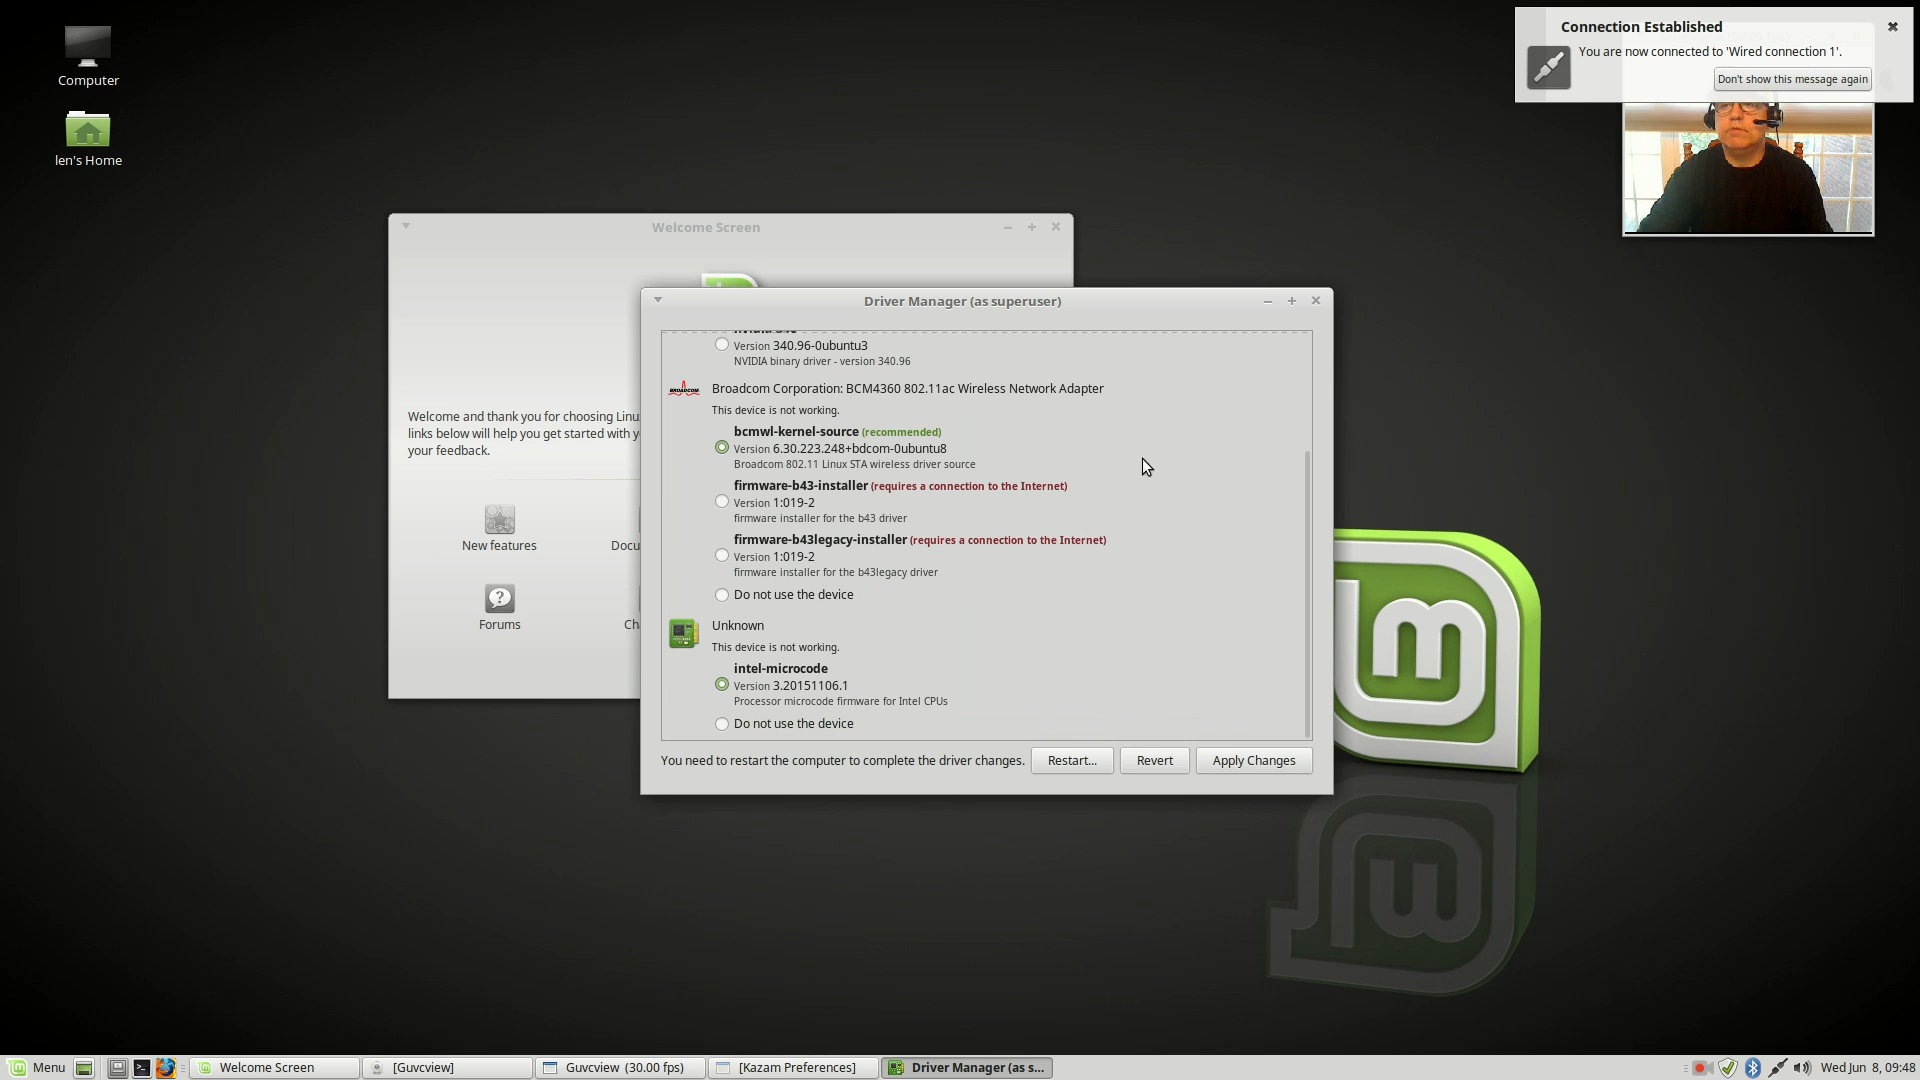 Computer
len's Home
Connection Established
You are now connected to 'Wired connection 1'.
Don't show this message again
Welcome Screen
Welcome and thank you for choosing Linu
links below will help you get started with y
your feedback.
New features
Docu
Forums
Ch
Driver Manager (as superuser)
Version 340.96-0ubuntu3
NVIDIA binary driver - version 340.96
BROADCOM
Broadcom Corporation: BCM4360 802.11ac Wireless Network Adapter
This device is not working.
bcmwl-kernel-source (recommended)
Version 6.30.223.248+bdcom-0ubuntu8
Broadcom 802.11 Linux STA wireless driver source
firmware-b43-installer (requires a connection to the Internet)
Version 1:019-2
firmware installer for the b43 driver
firmware-b43legacy-installer (requires a connection to the Internet)
Version 1:019-2
firmware installer for the b43legacy driver
Do not use the device
Unknown
This device is not working.
intel-microcode
Version 3.20151106.1
Processor microcode firmware for Intel CPUs
Do not use the device
You need to restart the computer to complete the driver changes.
Restart...
Revert
Apply Changes
Menu
Welcome Screen
[Guvcview]
Guvcview (30.00 fps)
[Kazam Preferences]
Driver Manager (as s...
Wed Jun 8, 09:48